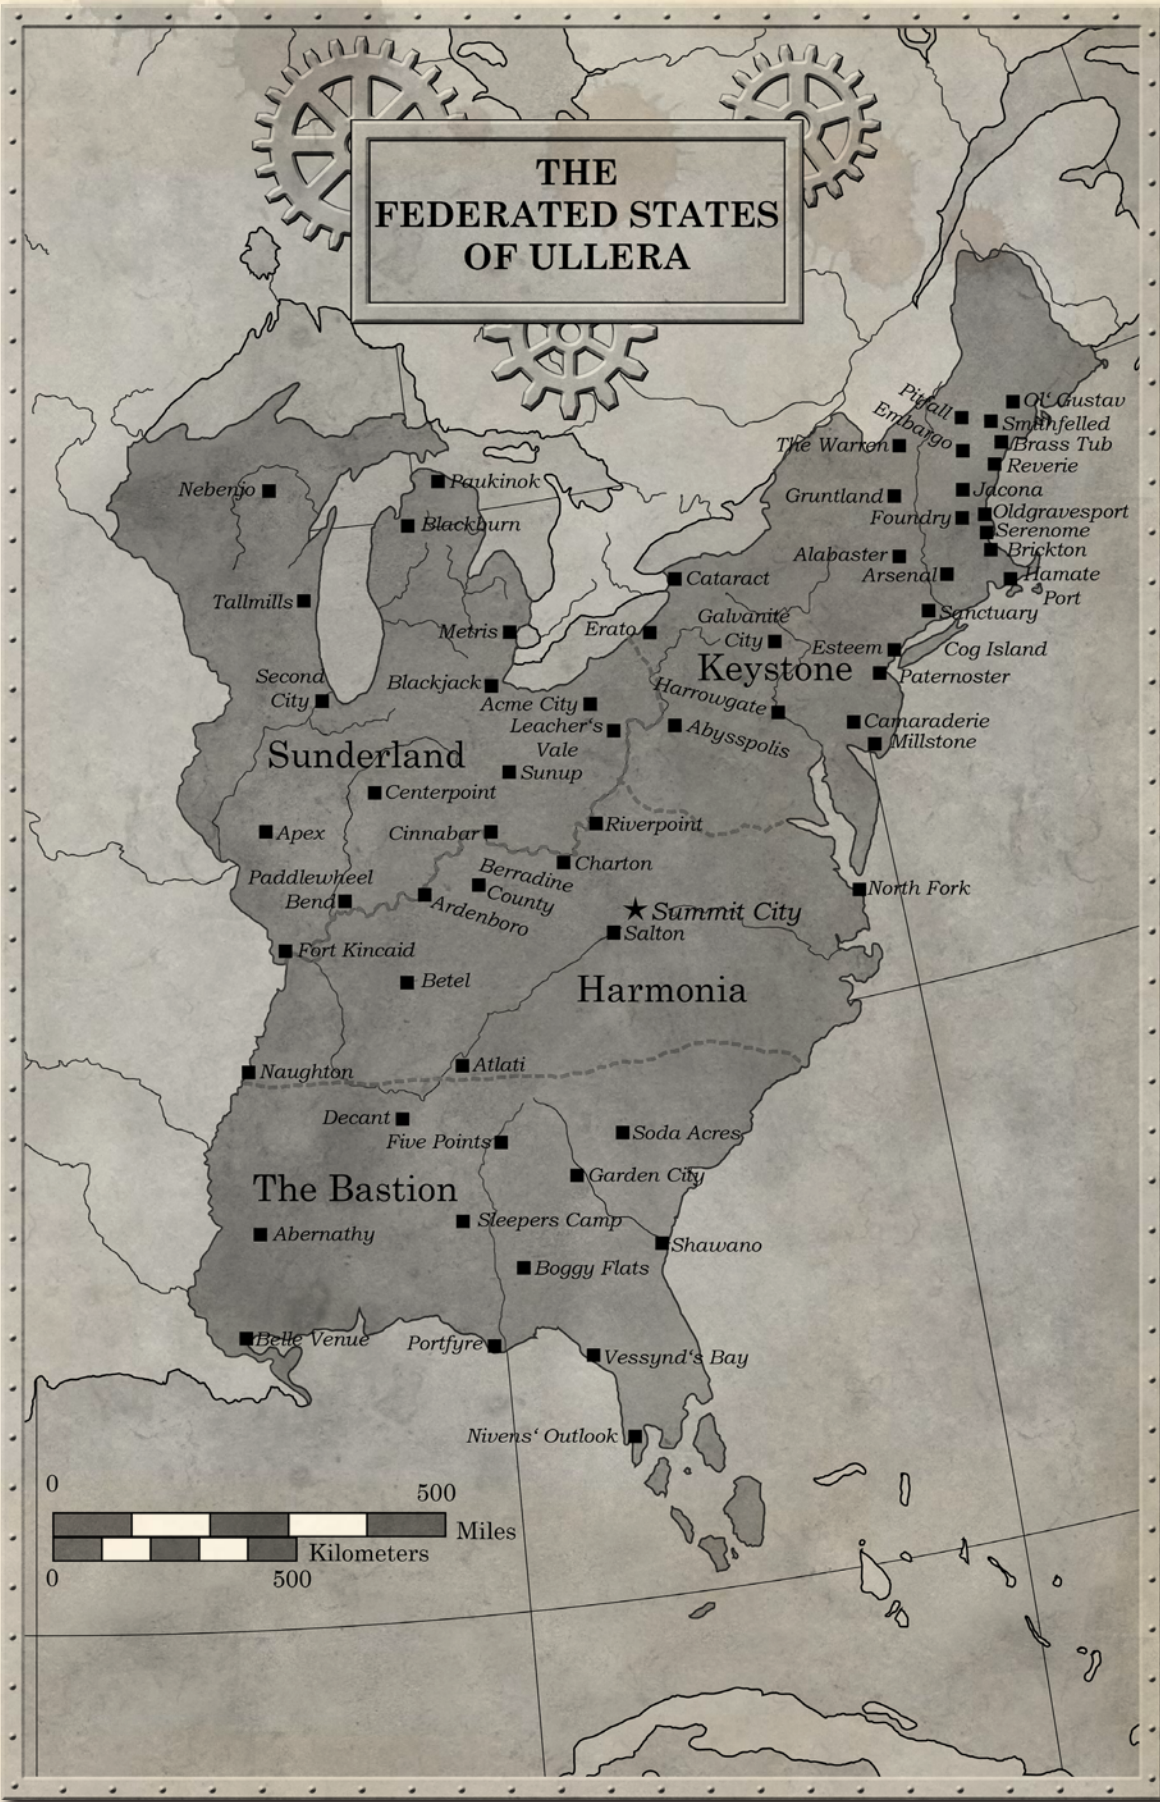 THE
FEDERATED STATES
OF ULLERA
Pitfall
Ol' Gustav
Embargo
Smithfelled
The Warren
Brass Tub
Reverie
Nebenjo
Paukinok
Gruntland
Jacona
Blackburn
Foundry
Oldgravesport
Serenome
Alabaster
Brickton
Cataract
Arsenal
Hamate
Port
Tallmills
Galvanite
City
Sanctuary
Metris
Erato
Esteem
Cog Island
Keystone
Paternoster
Second
City
Blackjack
Harrowgate
Acme City
Leacher's
Vale
Abysspolis
Camaraderie
Millstone
Sunderland
Sunup
Centerpoint
Apex
Cinnabar
Riverpoint
Charton
Paddlewheel
Bend
Berradine
County
North Fork
Ardenboro
Summit City
Salton
Fort Kincaid
Betel
Harmonia
Naughton
Atlati
Decant
Five Points
Soda Acres
Garden City
The Bastion
Sleepers Camp
Abernathy
Shawano
Boggy Flats
Belle Venue
Portfyre
Vessynd's Bay
Nivens' Outlook
0
500
Miles
Kilometers
0
500